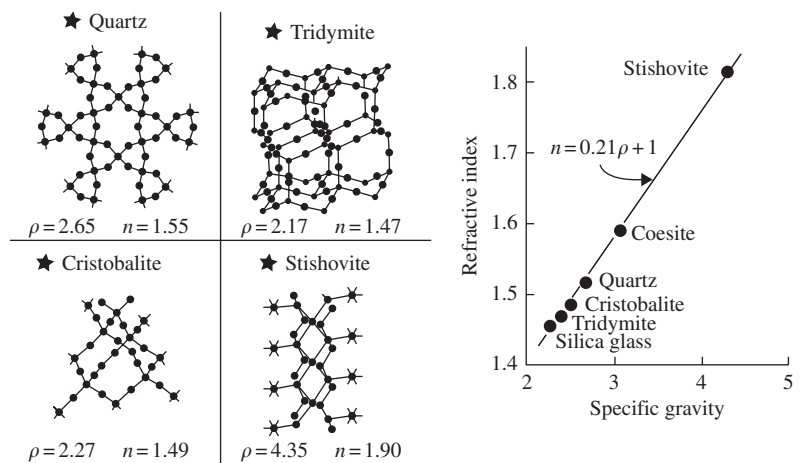 ★ Quartz
ρ = 2.65 n = 1.55
★ Tridymite
ρ = 2.17 n = 1.47
★ Cristobalite
ρ = 2.27 n = 1.49
★ Stishovite
ρ = 4.35 n = 1.90
Refractive index
1.8
1.7
1.6
1.5
1.4
Stishovite
n = 0.21ρ + 1
Coesite
Quartz
Cristobalite
Tridymite
Silica glass
2 3 4 5
Specific gravity